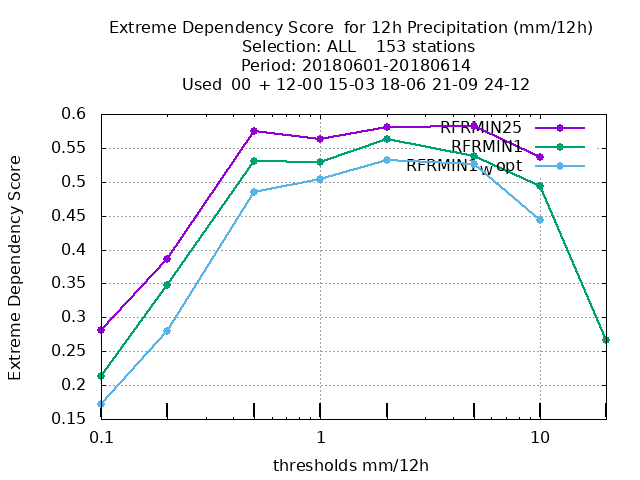 Extreme Dependency Score for 12h Precipitation (mm/12h)
Selection: ALL 153 stations
Period: 20180601-20180614
Used 00 + 12-00 15-03 18-06 21-09 24-12
RFRMIN25
RFRMIN1
RFRMIN1wopt
Extreme Dependency Score
0.6
0.55
0.5
0.45
0.4
0.35
0.3
0.25
0.2
0.15
0.1
1
10
thresholds mm/12h